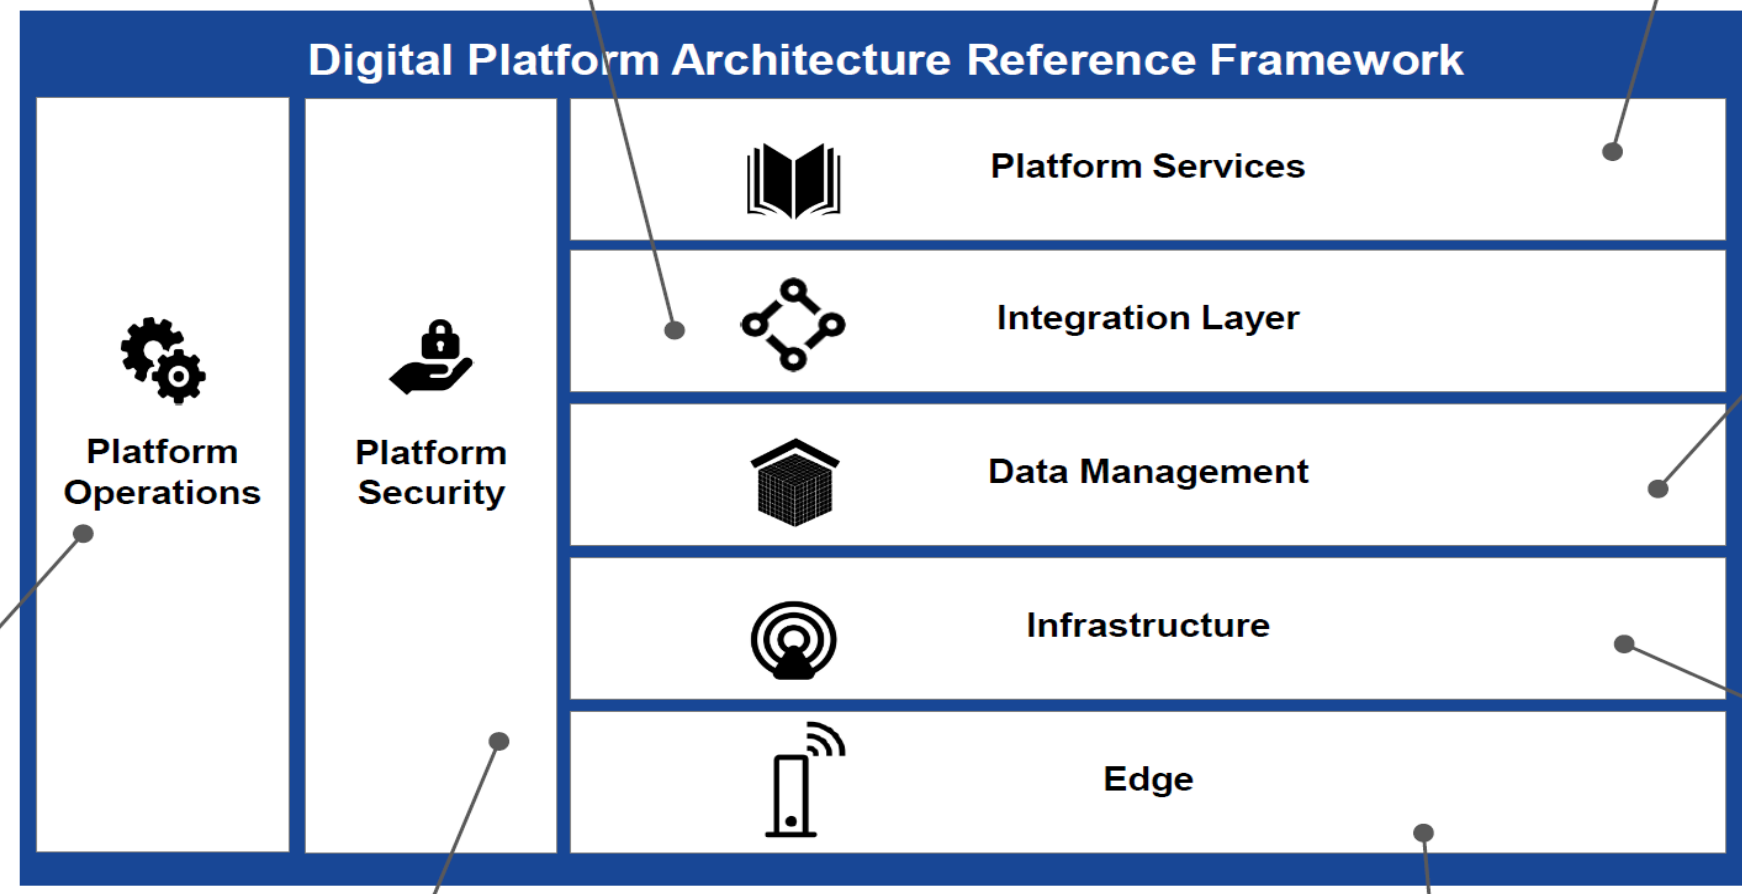 Digital Platform Architecture Reference Framework
Platform
Operations
Platform
Security
Platform Services
Integration Layer
Data Management
Infrastructure
Edge